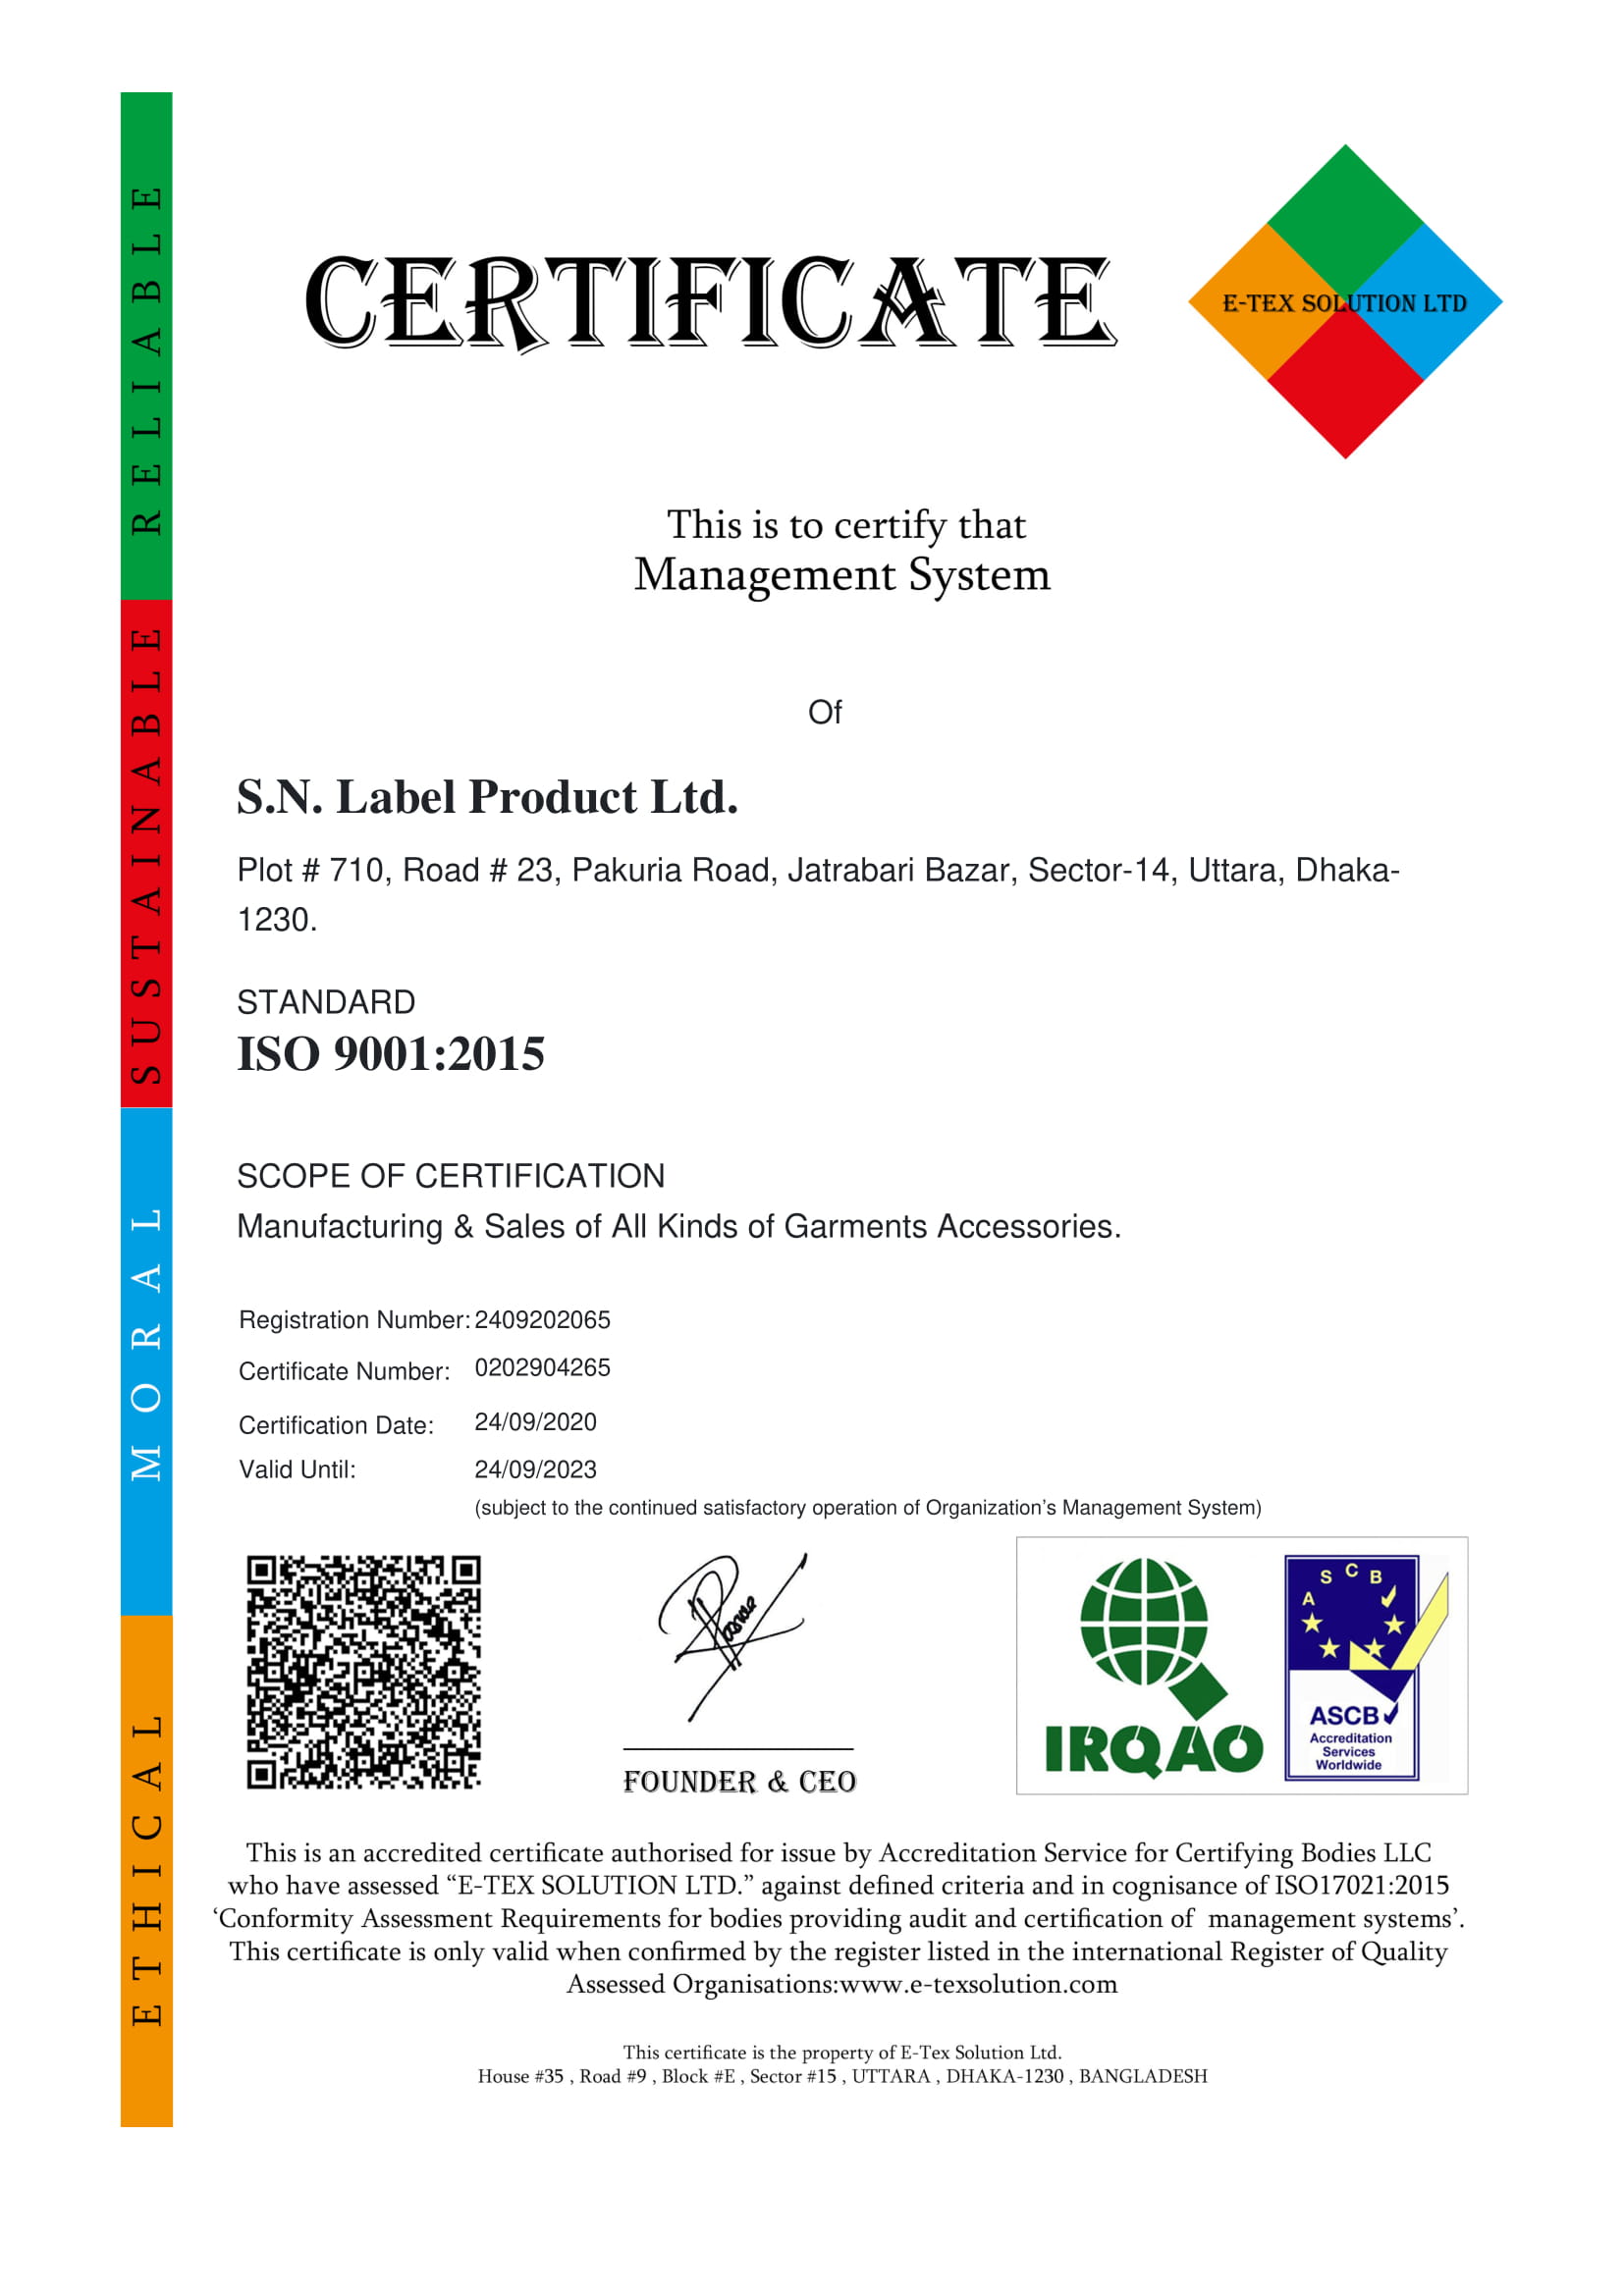 CERTIFICATE
E-TEX SOLUTION LTD
RELIABLE
SUSTAINABLE
MORAL
ETHICAL
This is to certify that
Management System
Of
S.N. Label Product Ltd.
Plot # 710, Road # 23, Pakuria Road, Jatrabari Bazar, Sector-14, Uttara, Dhaka-
1230.
STANDARD
ISO 9001:2015
SCOPE OF CERTIFICATION
Manufacturing & Sales of All Kinds of Garments Accessories.
Registration Number: 2409202065
Certificate Number: 0202904265
Certification Date: 24/09/2020
Valid Until: 24/09/2023
(subject to the continued satisfactory operation of Organization’s Management System)
FOUNDER & CEO
IRQAO
A S C B
ASCB
Accreditation
Services
Worldwide
This is an accredited certificate authorised for issue by Accreditation Service for Certifying Bodies LLC
who have assessed “E-TEX SOLUTION LTD.” against defined criteria and in cognisance of ISO17021:2015
‘Conformity Assessment Requirements for bodies providing audit and certification of management systems’.
This certificate is only valid when confirmed by the register listed in the international Register of Quality
Assessed Organisations:www.e-texsolution.com
This certificate is the property of E-Tex Solution Ltd.
House #35 , Road #9 , Block #E , Sector #15 , UTTARA , DHAKA-1230 , BANGLADESH